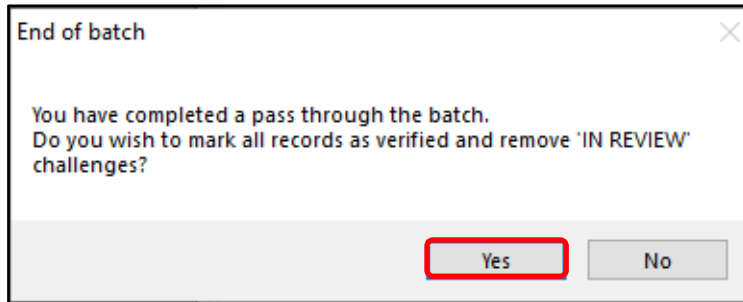 End of batch
You have completed a pass through the batch.
Do you wish to mark all records as verified and remove 'IN REVIEW'
challenges?
Yes
No